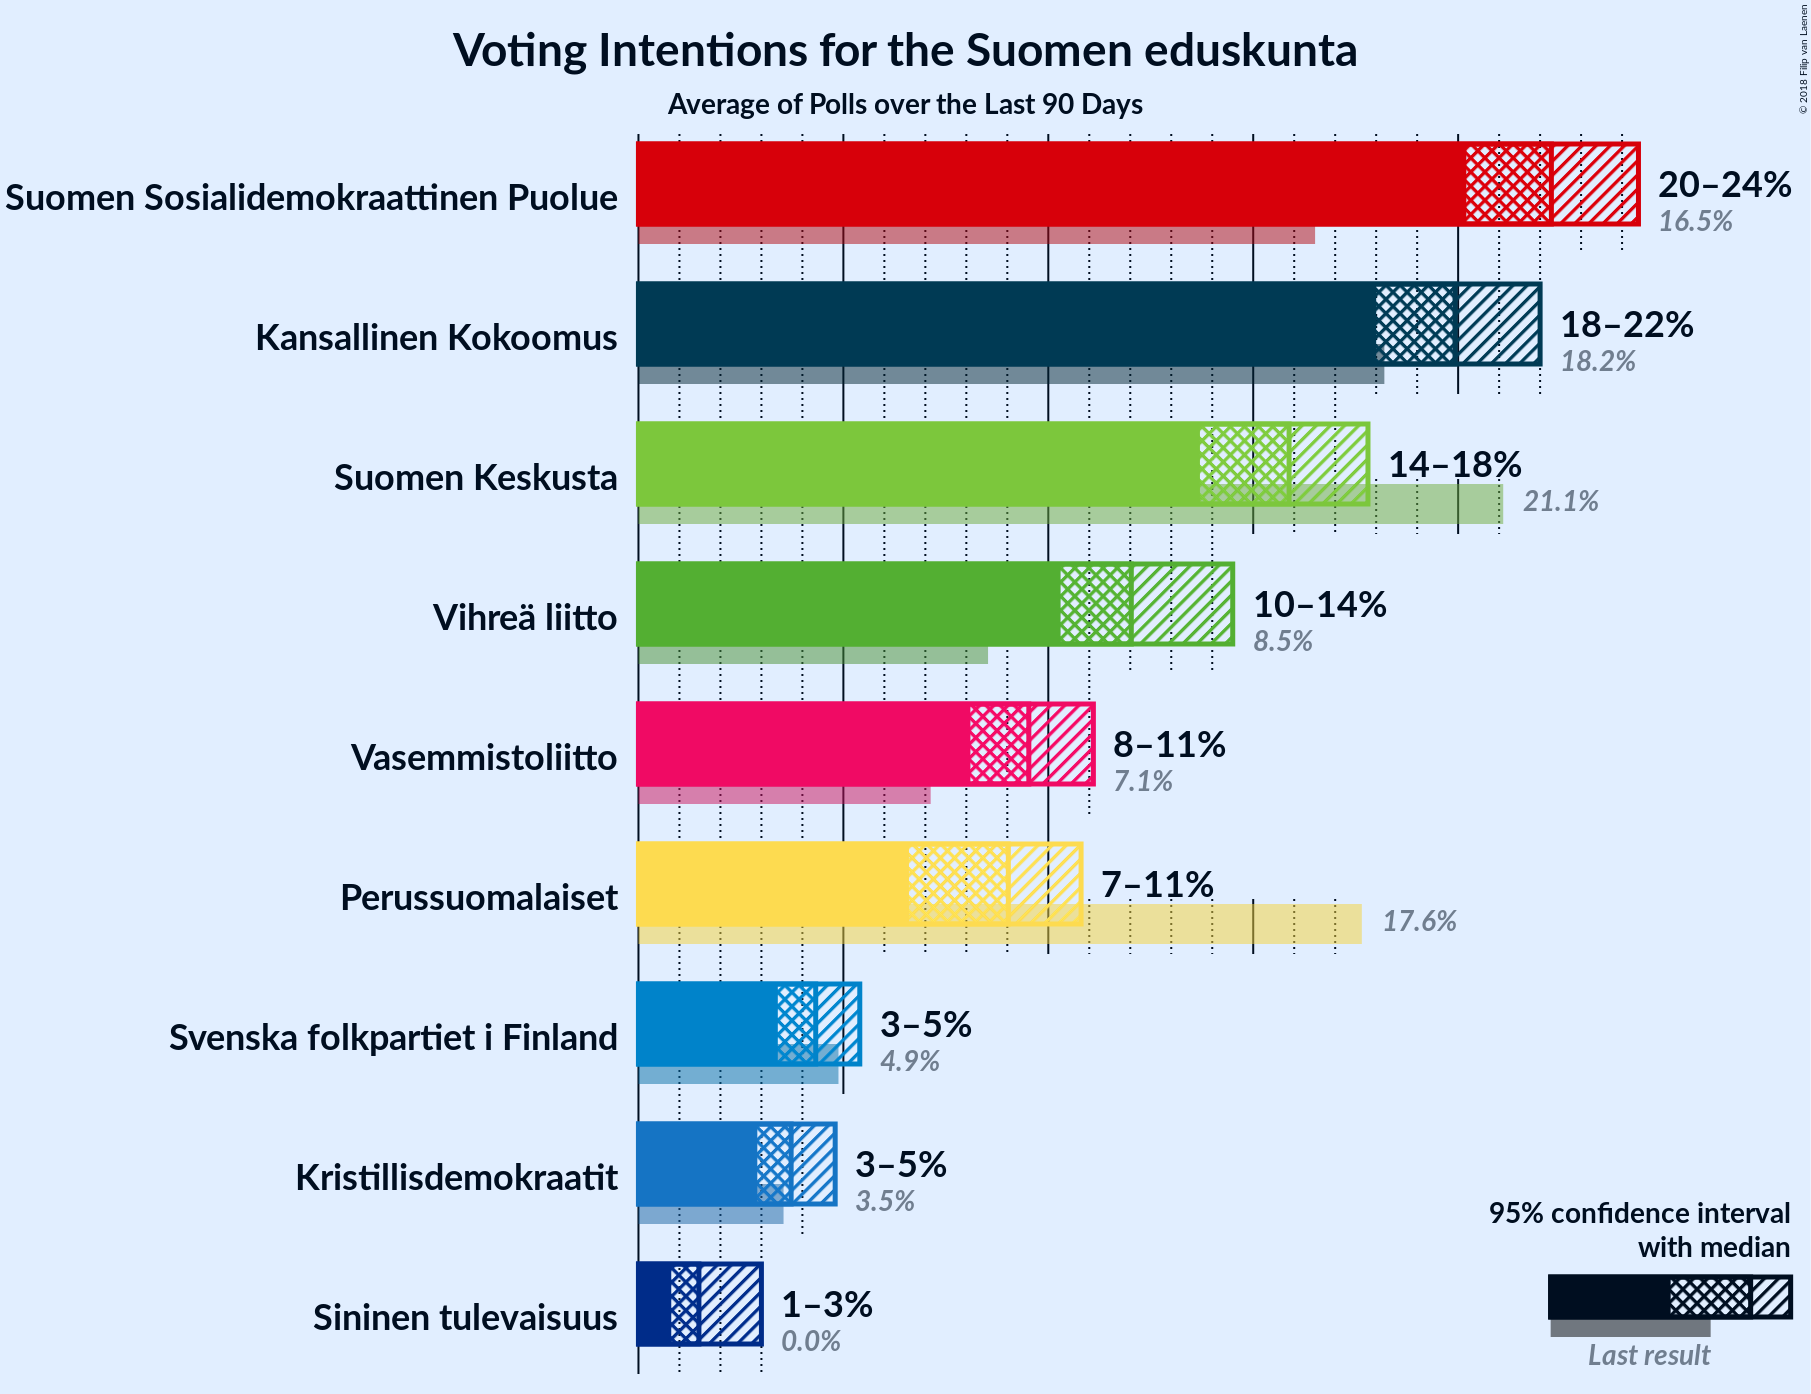 Voting Intentions for the Suomen eduskunta
Average of Polls over the Last 90 Days
© 2018 Filip van Laenen
Suomen Sosialidemokraattinen Puolue
20–24%
16.5%
Kansallinen Kokoomus
18–22%
18.2%
Suomen Keskusta
14–18%
21.1%
Vihreä liitto
10–14%
8.5%
Vasemmistoliitto
8–11%
7.1%
Perussuomalaiset
7–11%
17.6%
Svenska folkpartiet i Finland
3–5%
4.9%
Kristillisdemokraatit
3–5%
3.5%
Sininen tulevaisuus
1–3%
0.0%
95% confidence interval
with median
Last result